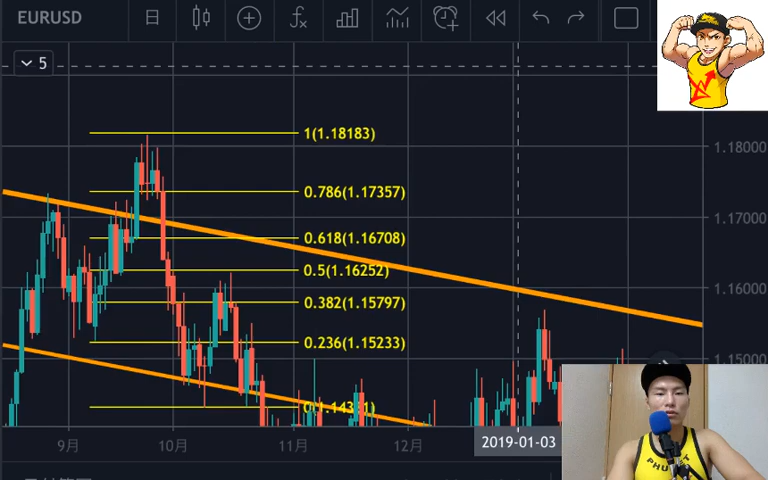 EURUSD
日
5
1(1.18183)
0.786(1.17357)
0.618(1.16708)
0.5(1.16252)
0.382(1.15797)
0.236(1.15233)
1.18000
1.17000
1.16000
1.15000
9月
10月
11月
12月
2019-01-03
PHUKET